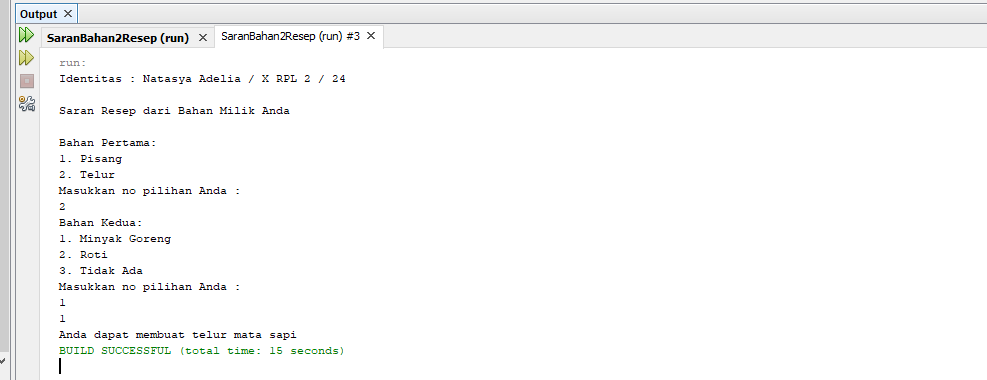 Output
SaranBahan2Resep (run)
SaranBahan2Resep (run) #3
run:
Identitas : Natasya Adelia / X RPL 2 / 24
Saran Resep dari Bahan Milik Anda
Bahan Pertama:
1. Pisang
2. Telur
Masukkan no pilihan Anda :
2
Bahan Kedua:
1. Minyak Goreng
2. Roti
3. Tidak Ada
Masukkan no pilihan Anda :
1
1
Anda dapat membuat telur mata sapi
BUILD SUCCESSFUL (total time: 15 seconds)